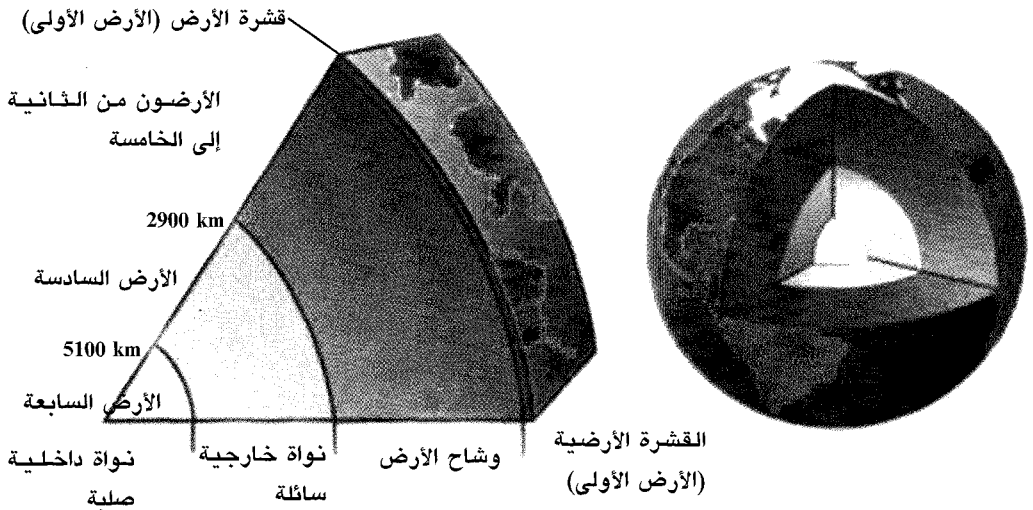 قشرة الأرض (الأرض الأولى)
الأرضون من الثانية
إلى الخامسة
2900 km
الأرض السادسة
5100 km
الأرض السابعة
القشرة الأرضية
(الأرض الأولى)
وشاح الأرض
نواة خارجية
سائلة
نواة داخلية
صلبة